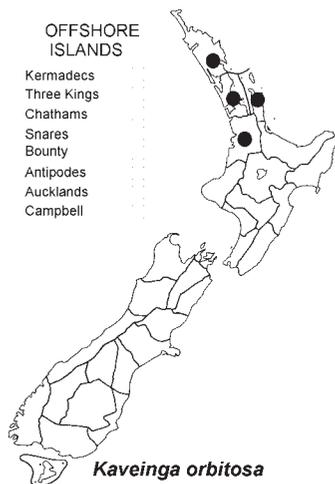 OFFSHORE
ISLANDS
Kermadecs
Three Kings
Chathams
Snares
Bounty
Antipodes
Aucklands
Campbell
Kaveinga orbitosa